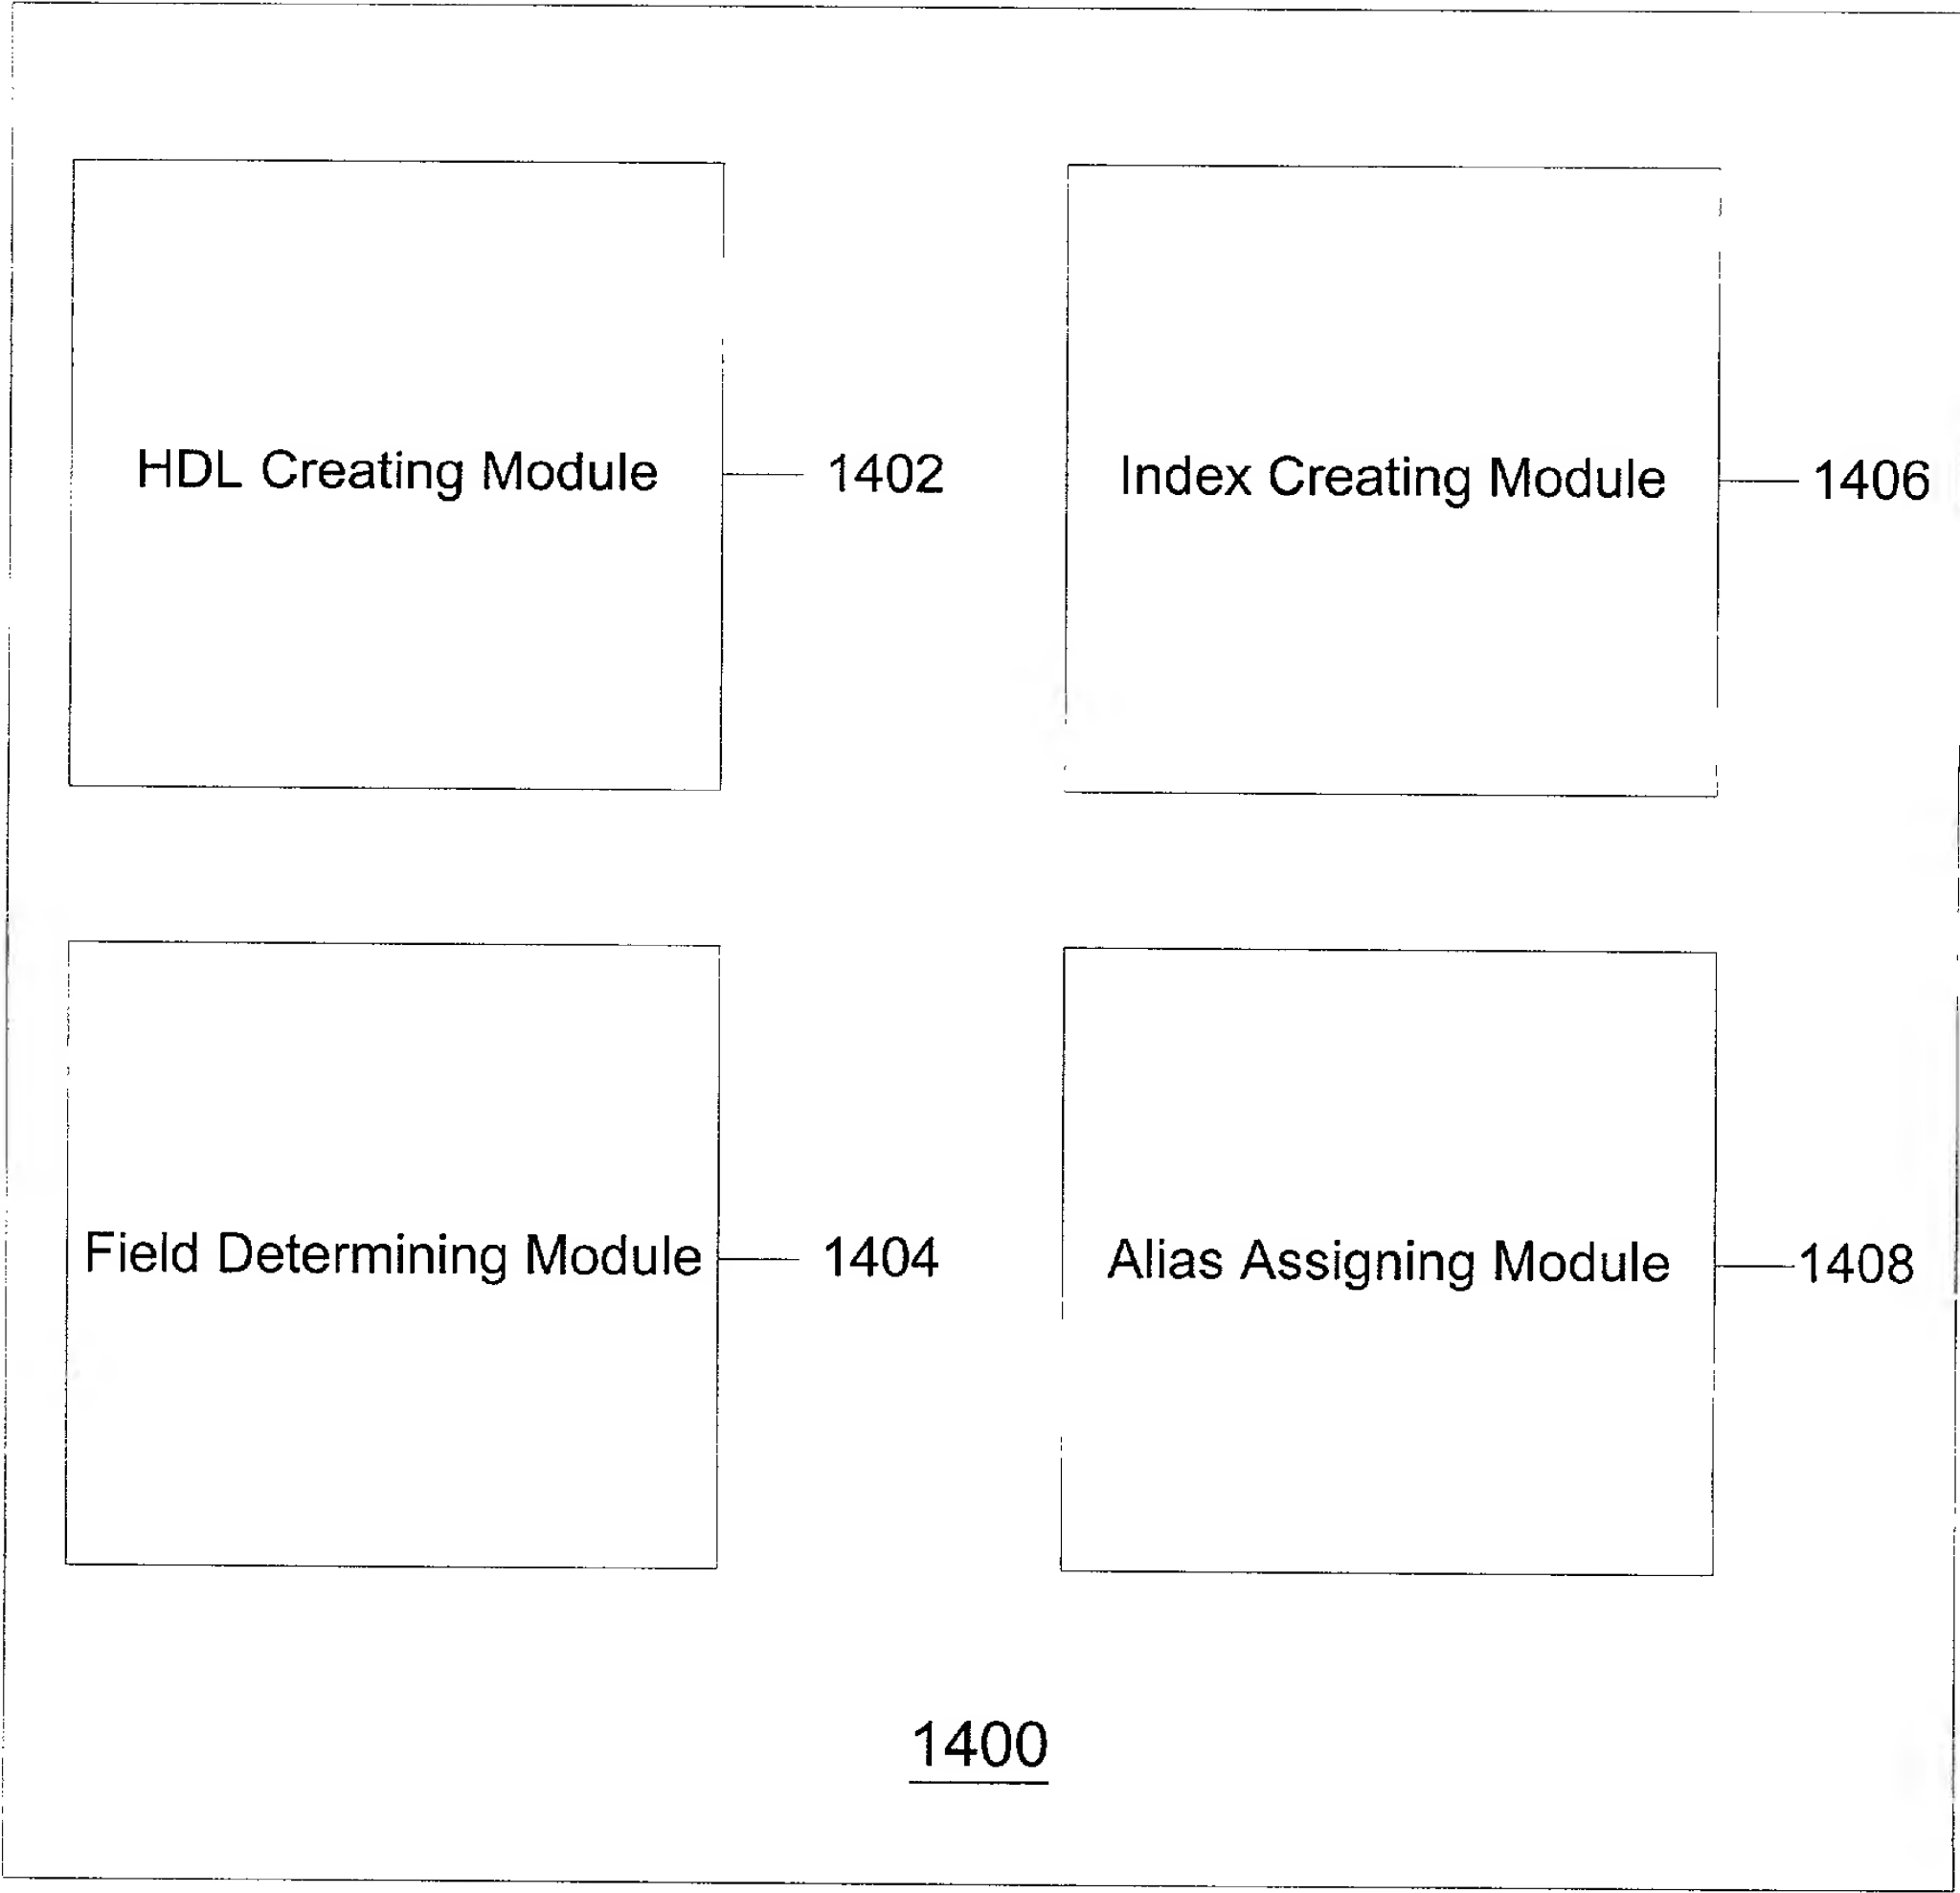 HDL Creating Module
1402
Index Creating Module
1406
Field Determining Module
1404
Alias Assigning Module
1408
1400